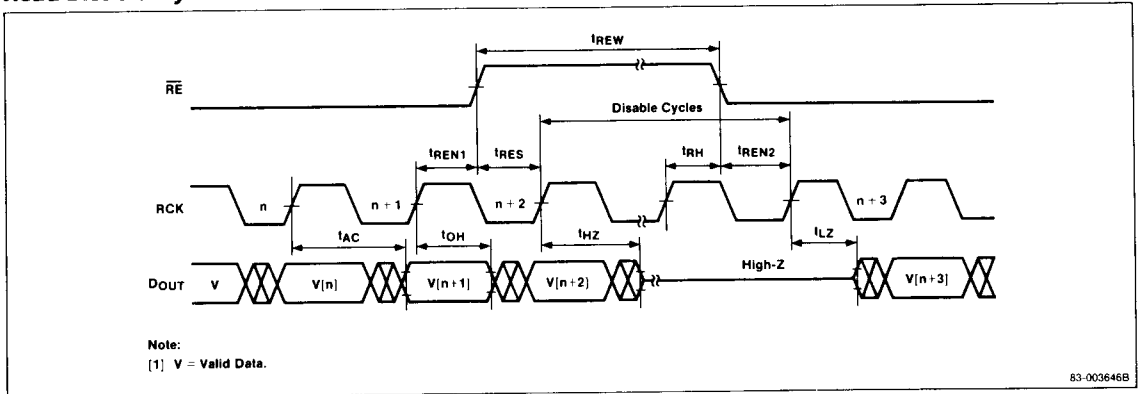 tREW
RE
Disable Cycles
tREN1
tRES
tRH
tREN2
RCK
n
n+1
n+2
n+3
tAC
tOH
tHZ
tLZ
DOUT
V
V[n]
V[n+1]
V[n+2]
High-Z
V[n+3]
Note:
[1] V = Valid Data.
83-003646B